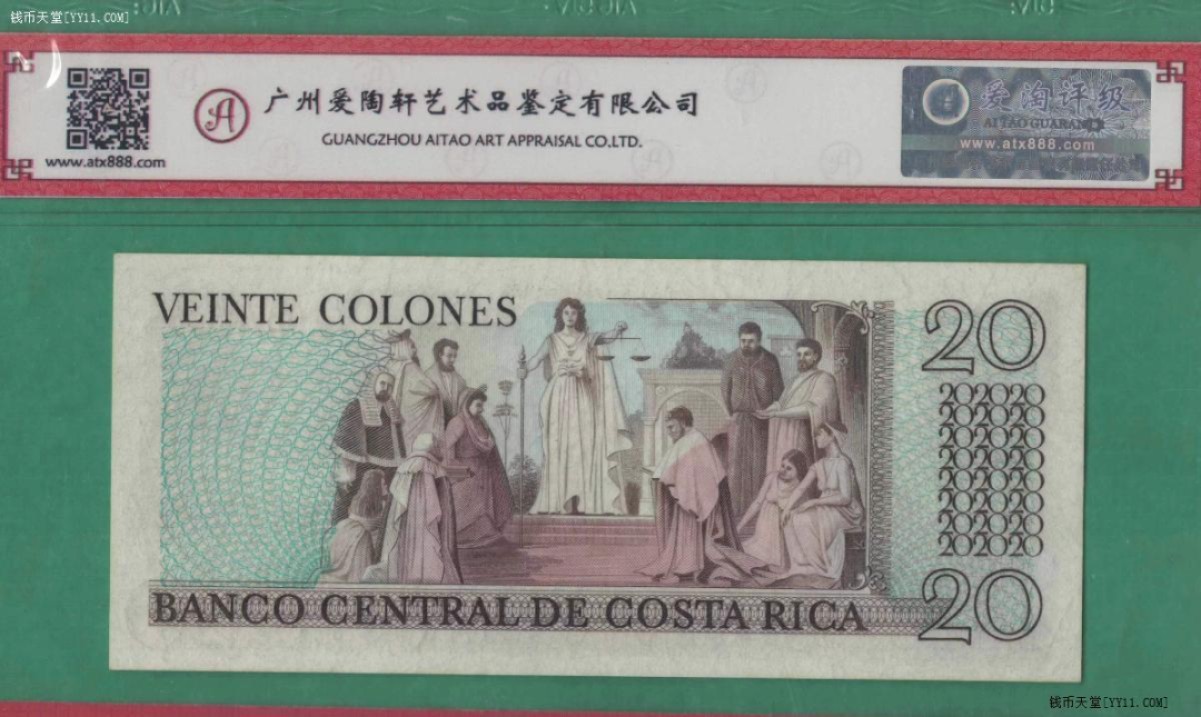 钱币天堂[YY11.COM]
广州爱陶轩艺术品鉴定有限公司
GUANGZHOU AITAO ART APPRAISAL CO.LTD.
www.atx888.com
爱淘评级
AI TAO GUARAN
www.atx888.com
VEINTE COLONES
20
202020
202020
202020
202020
202020
202020
202020
202020
20
BANCO CENTRAL DE COSTA RICA
钱币天堂[YY11.COM]